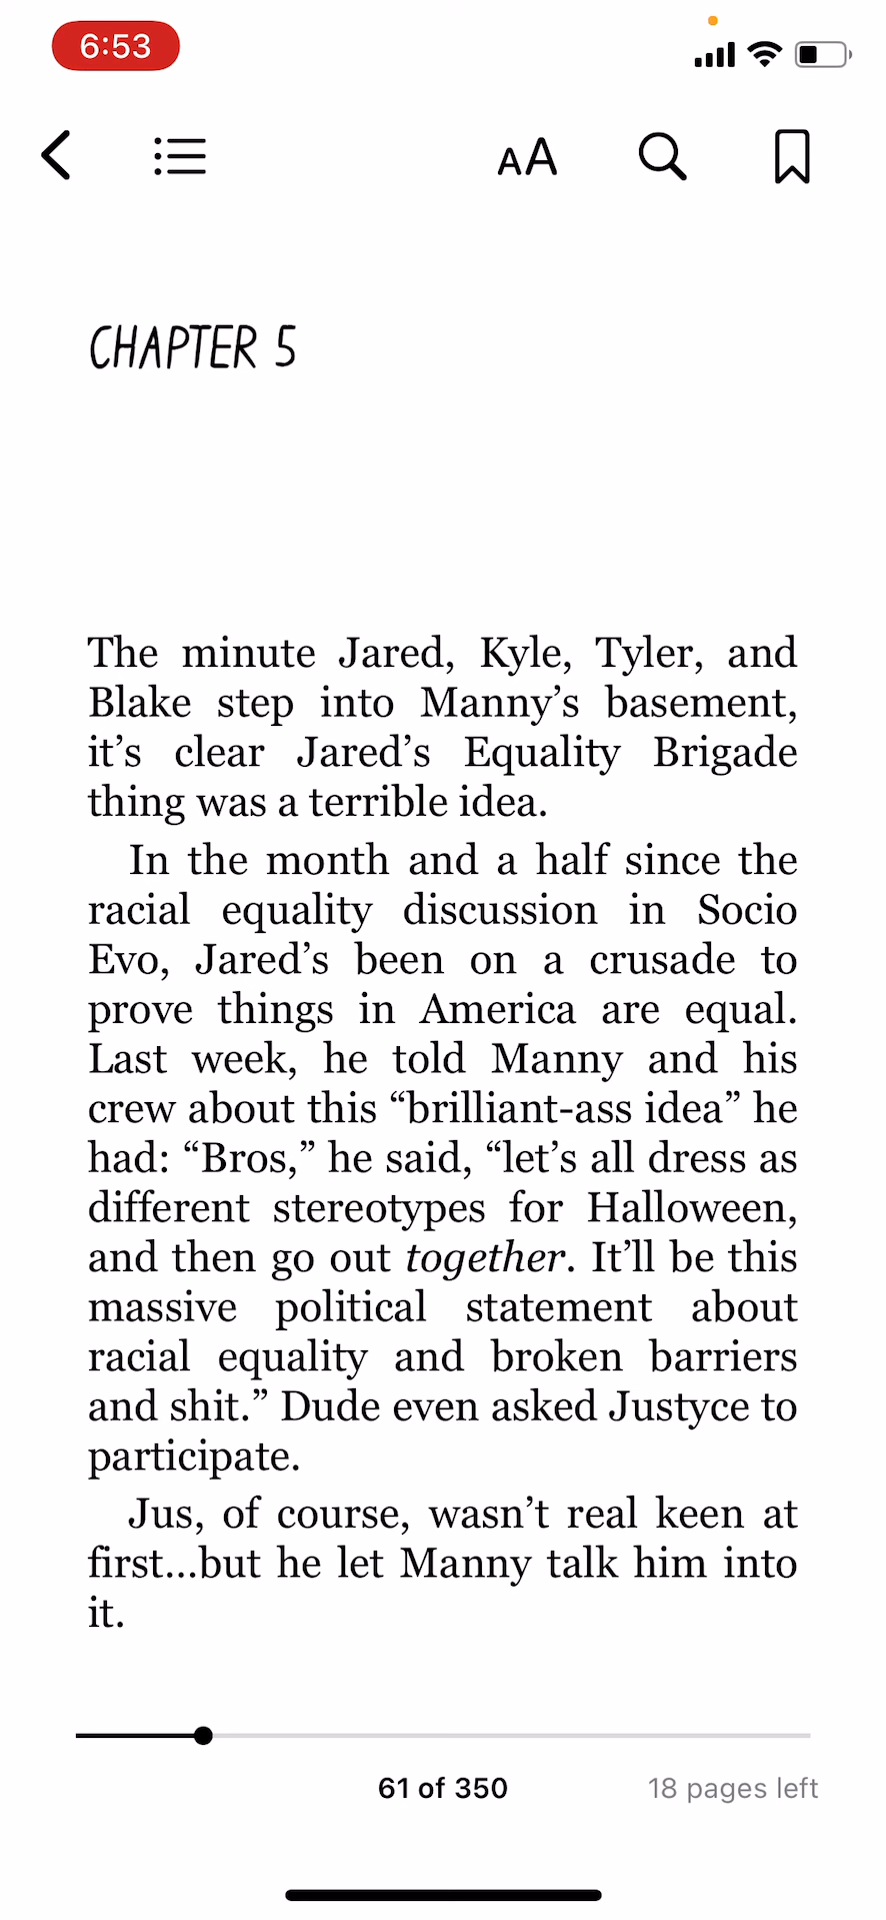 6:53
AA
CHAPTER 5
The minute Jared, Kyle, Tyler, and
Blake step into Manny’s basement,
it’s clear Jared’s Equality Brigade
thing was a terrible idea.
In the month and a half since the
racial equality discussion in Socio
Evo, Jared’s been on a crusade to
prove things in America are equal.
Last week, he told Manny and his
crew about this “brilliant-ass idea” he
had: “Bros,” he said, “let’s all dress as
different stereotypes for Halloween,
and then go out together. It’ll be this
massive political statement about
racial equality and broken barriers
and shit.” Dude even asked Justyce to
participate.
Jus, of course, wasn’t real keen at
first...but he let Manny talk him into
it.
61 of 350
18 pages left